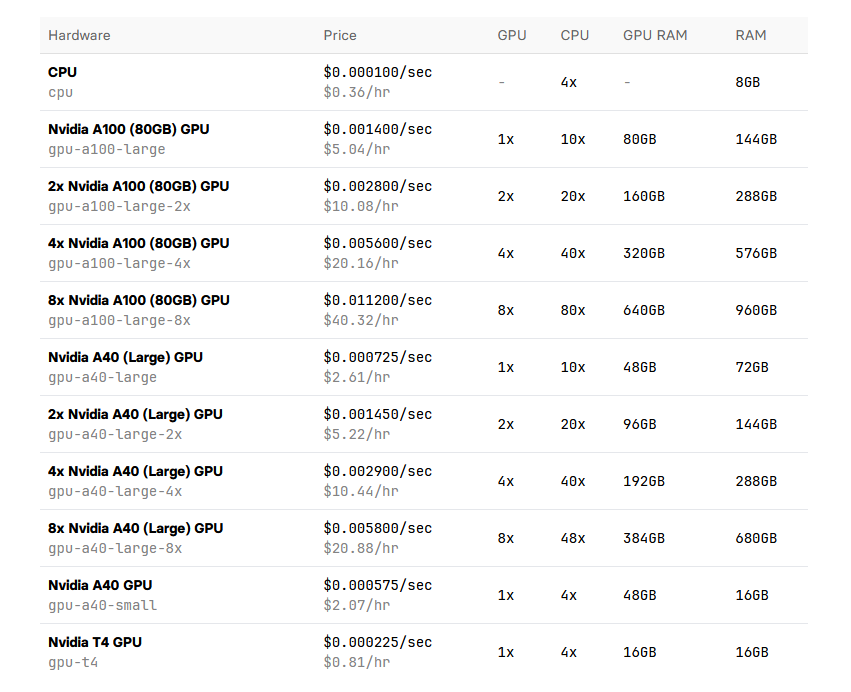 Hardware Price GPU CPU GPU RAM RAM
CPU $0.000100/sec
cpu $0.36/hr - 4x - 8GB
Nvidia A100 (80GB) GPU $0.001400/sec
gpu-a100-large $5.04/hr 1x 10x 80GB 144GB
2x Nvidia A100 (80GB) GPU $0.002800/sec
gpu-a100-large-2x $10.08/hr 2x 20x 160GB 288GB
4x Nvidia A100 (80GB) GPU $0.005600/sec
gpu-a100-large-4x $20.16/hr 4x 40x 320GB 576GB
8x Nvidia A100 (80GB) GPU $0.011200/sec
gpu-a100-large-8x $40.32/hr 8x 80x 640GB 960GB
Nvidia A40 (Large) GPU $0.000725/sec
gpu-a40-large $2.61/hr 1x 10x 48GB 72GB
2x Nvidia A40 (Large) GPU $0.001450/sec
gpu-a40-large-2x $5.22/hr 2x 20x 96GB 144GB
4x Nvidia A40 (Large) GPU $0.002900/sec
gpu-a40-large-4x $10.44/hr 4x 40x 192GB 288GB
8x Nvidia A40 (Large) GPU $0.005800/sec
gpu-a40-large-8x $20.88/hr 8x 48x 384GB 680GB
Nvidia A40 GPU $0.000575/sec
gpu-a40-small $2.07/hr 1x 4x 48GB 16GB
Nvidia T4 GPU $0.000225/sec
gpu-t4 $0.81/hr 1x 4x 16GB 16GB